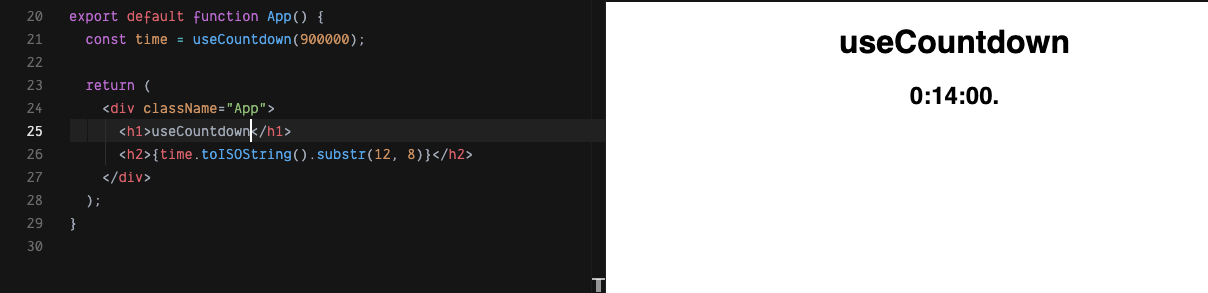 20 export default function App() {
21   const time = useCountdown(900000);
22
23   return (
24     <div className="App">
25       <h1>useCountdown</h1>
26       <h2>{time.toISOString().substr(12, 8)}</h2>
27     </div>
28   );
29 }
30
useCountdown
0:14:00.
T